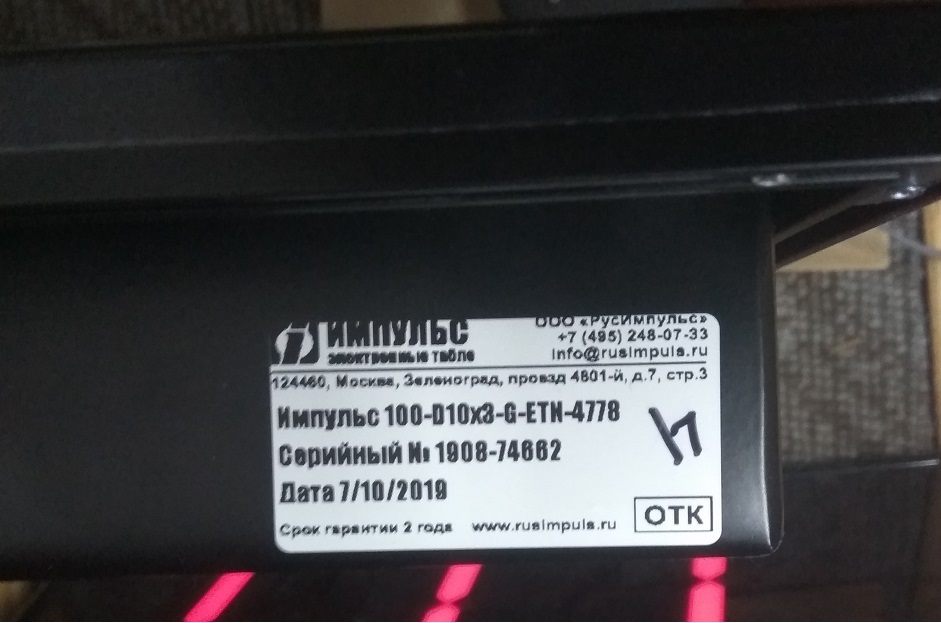 ИМПУЛЬС
электронные табло
ООО «РусИмпульс»
+7 (495) 248-07-33
info@rusimpuls.ru
124460, Москва, Зеленоград, проезд 4801-й, д.7, стр.3
Импульс 100-D10x3-G-ETN-4778
Серийный № 1908-74662
Дата 7/10/2019
Срок гарантии 2 года www.rusimpuls.ru
ОТК